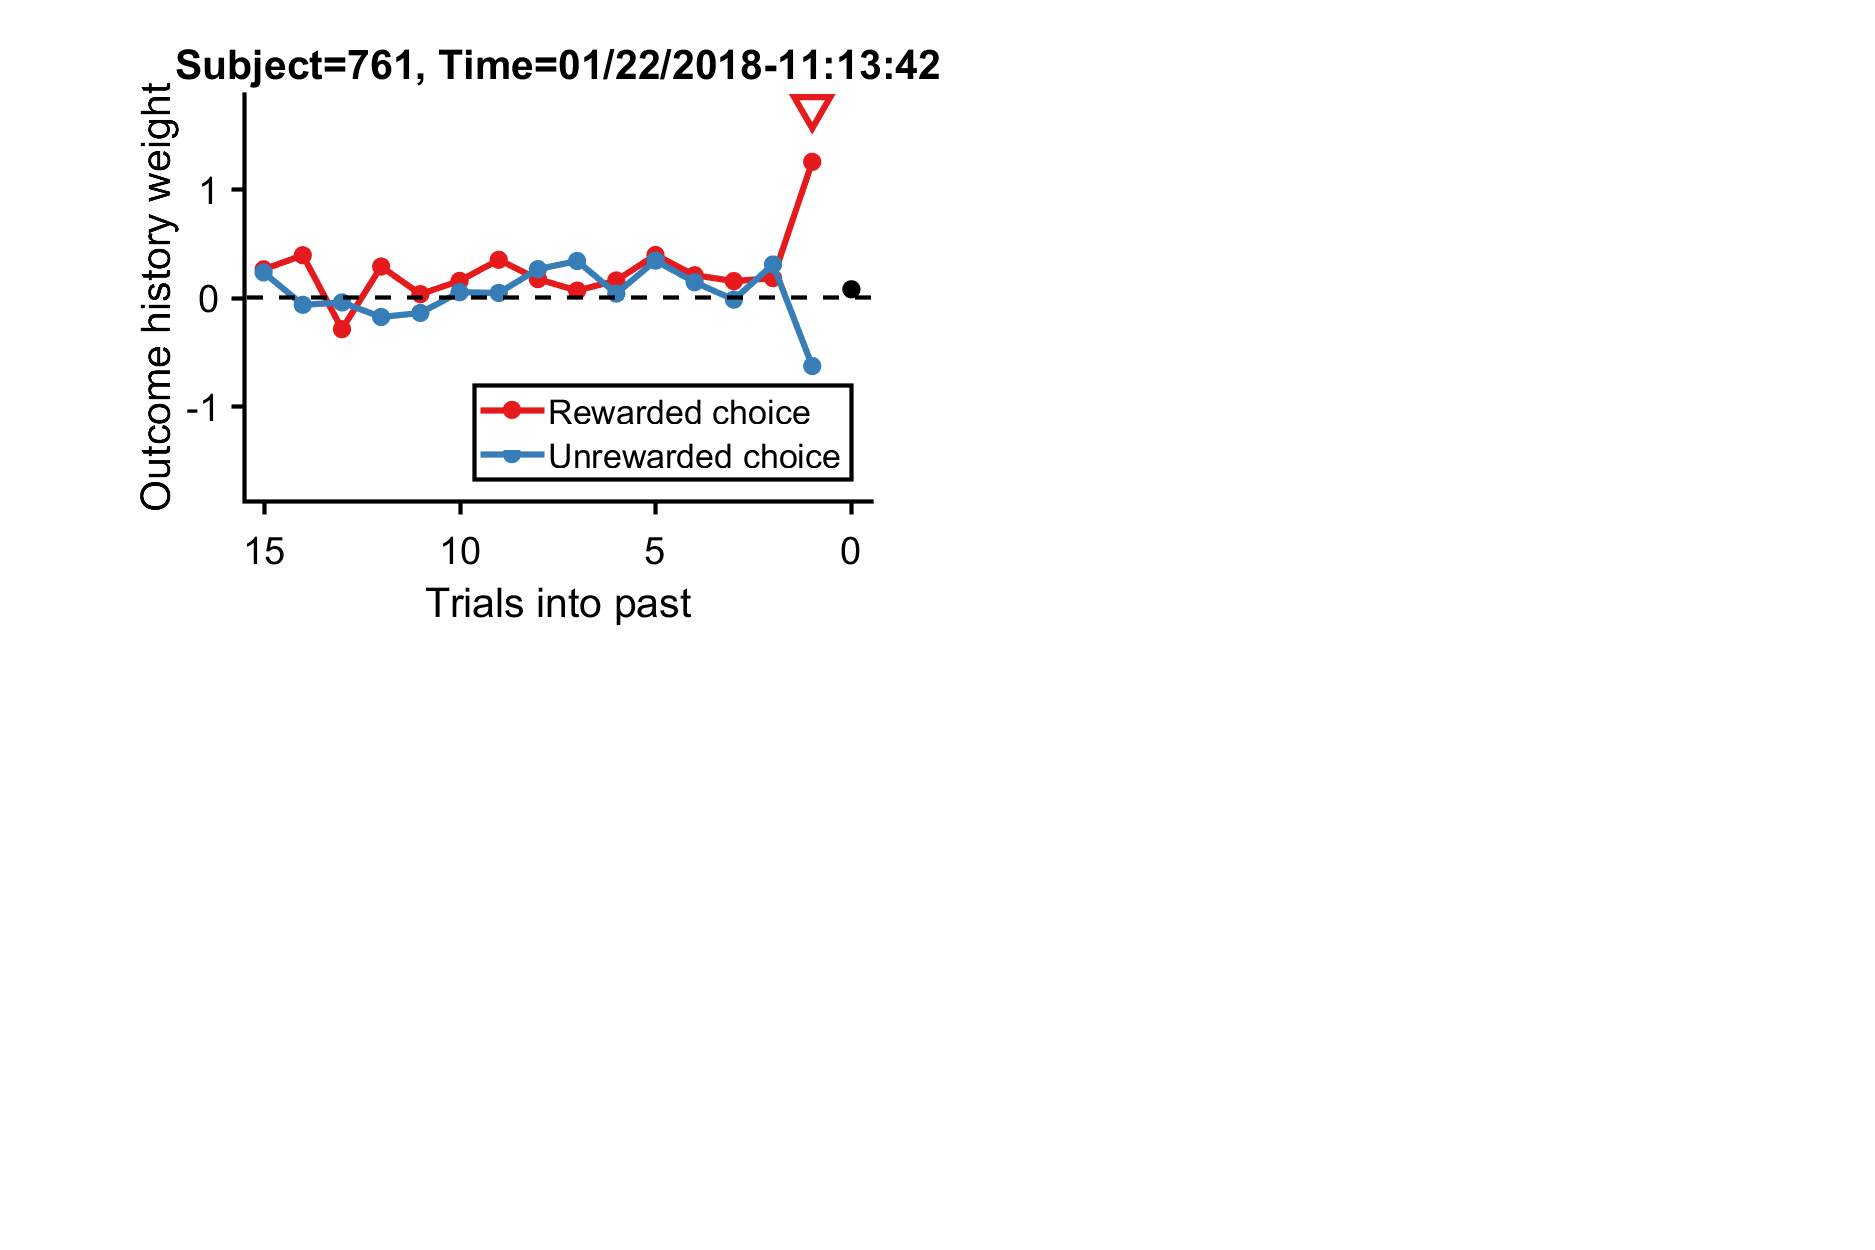 Subject=761, Time=01/22/2018-11:13:42
Outcome history weight
1
0
-1
Rewarded choice
Unrewarded choice
15 10 5 0
Trials into past